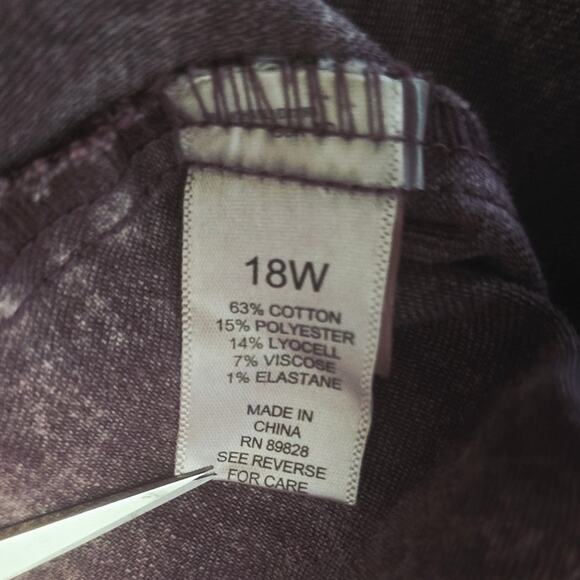 18W
63% COTTON
15% POLYESTER
14% LYOCELL
7% VISCOSE
1% ELASTANE
MADE IN
CHINA
RN 89828
SEE REVERSE
FOR CARE